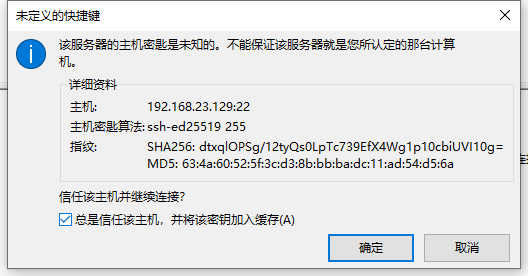 未定义的快捷键
该服务器的主机密匙是未知的。不能保证该服务器就是您所认定的那台计算
机。
详细资料
主机: 192.168.23.129:22
主机密匙算法: ssh-ed25519 255
指纹: SHA256: dtxqlOPSg/12tyQs0LpTc739EfX4Wg1p10cbiUVI10g=
MD5: 63:4a:60:52:5f:3c:d3:8b:bb:ba:dc:11:ad:54:d5:6a
信任该主机并继续连接?
总是信任该主机，并将该密钥加入缓存(A)
确定
取消